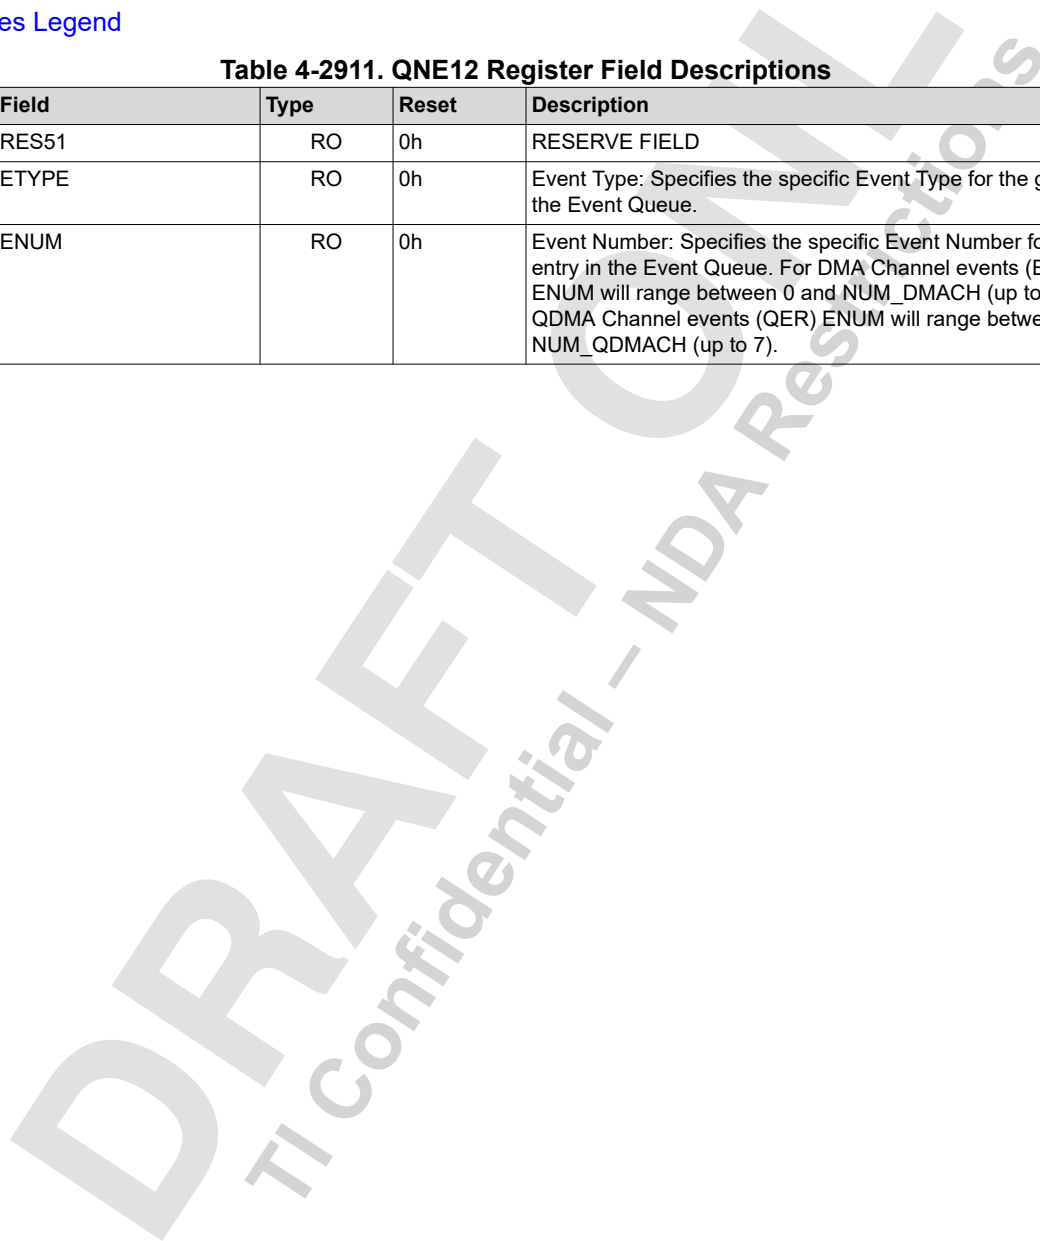 es Legend
Table 4-2911. QNE12 Register Field Descriptions
Field Type Reset Description
RES51 RO 0h RESERVE FIELD
ETYPE RO 0h Event Type: Specifies the specific Event Type for the
the Event Queue.
ENUM RO 0h Event Number: Specifies the specific Event Number
entry in the Event Queue. For DMA Channel events
ENUM will range between 0 and NUM_DMACH (up to
QDMA Channel events (QER) ENUM will range
NUM_QDMACH (up to 7).
DRAFT
TI Confidential – NDA Restrictions